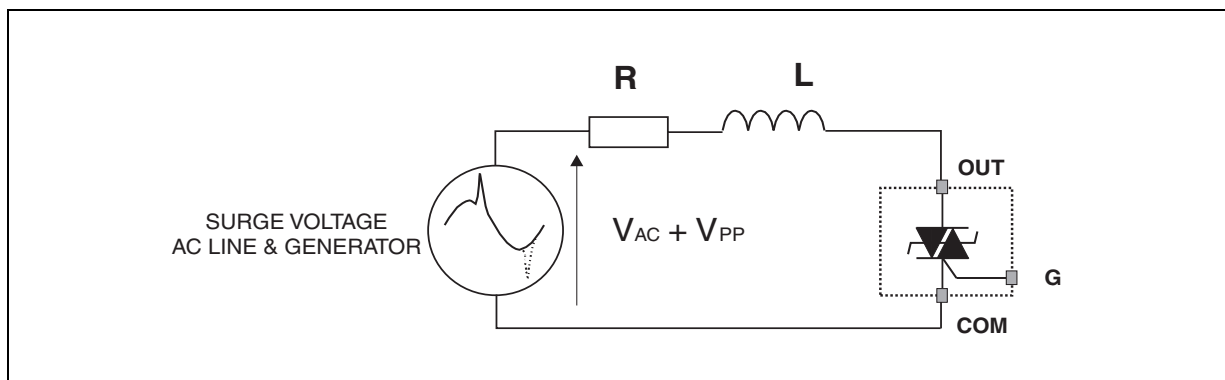 R
L
OUT
SURGE VOLTAGE
AC LINE & GENERATOR
VAC + VPP
G
COM